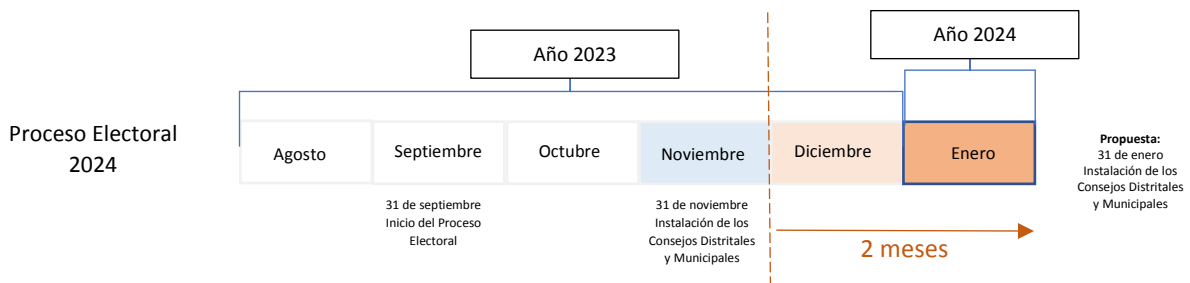 Año 2023
Año 2024
Proceso Electoral
2024
Agosto
Septiembre
Octubre
Noviembre
Diciembre
Enero
31 de septiembre
Inicio del Proceso
Electoral
31 de noviembre
Instalación de los
Consejos Distritales
y Municipales
2 meses
Propuesta:
31 de enero
Instalación de los
Consejos Distritales
y Municipales